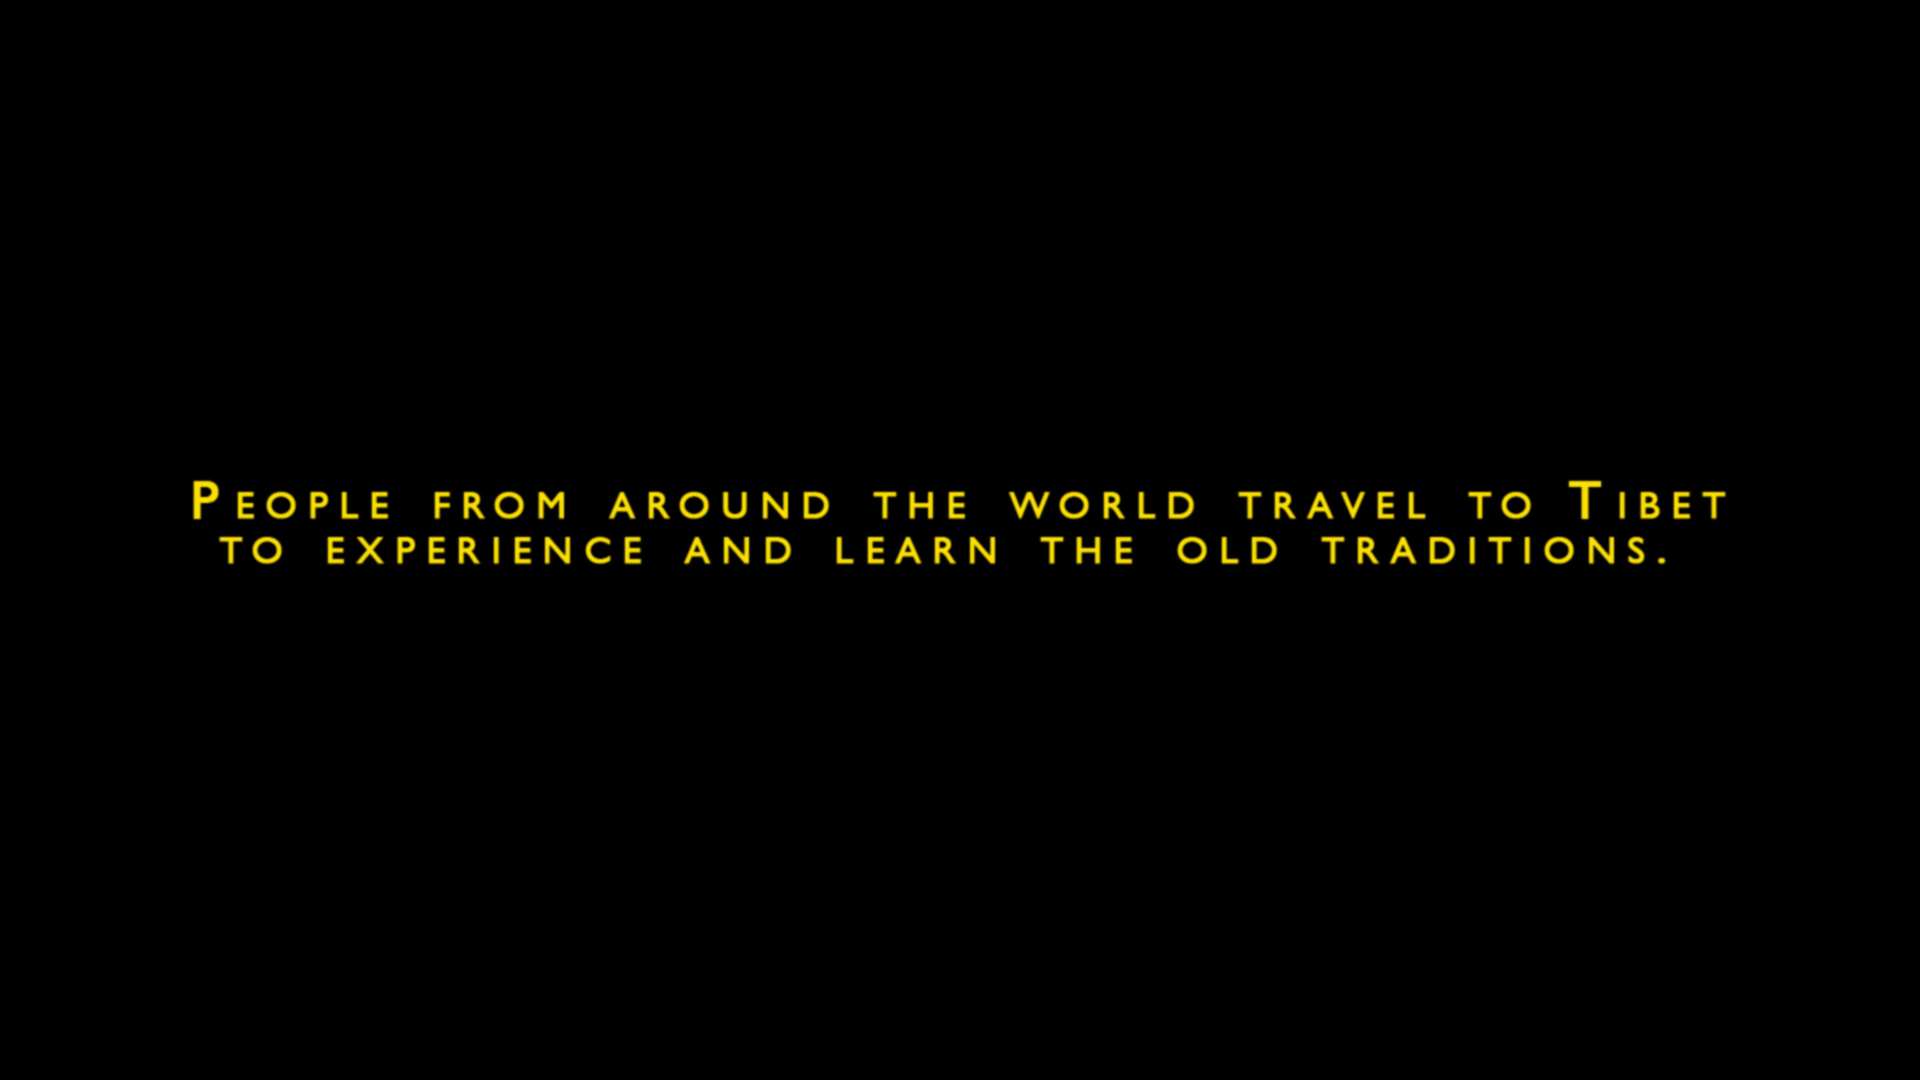 People from around the world travel to Tibet
to experience and learn the old traditions.